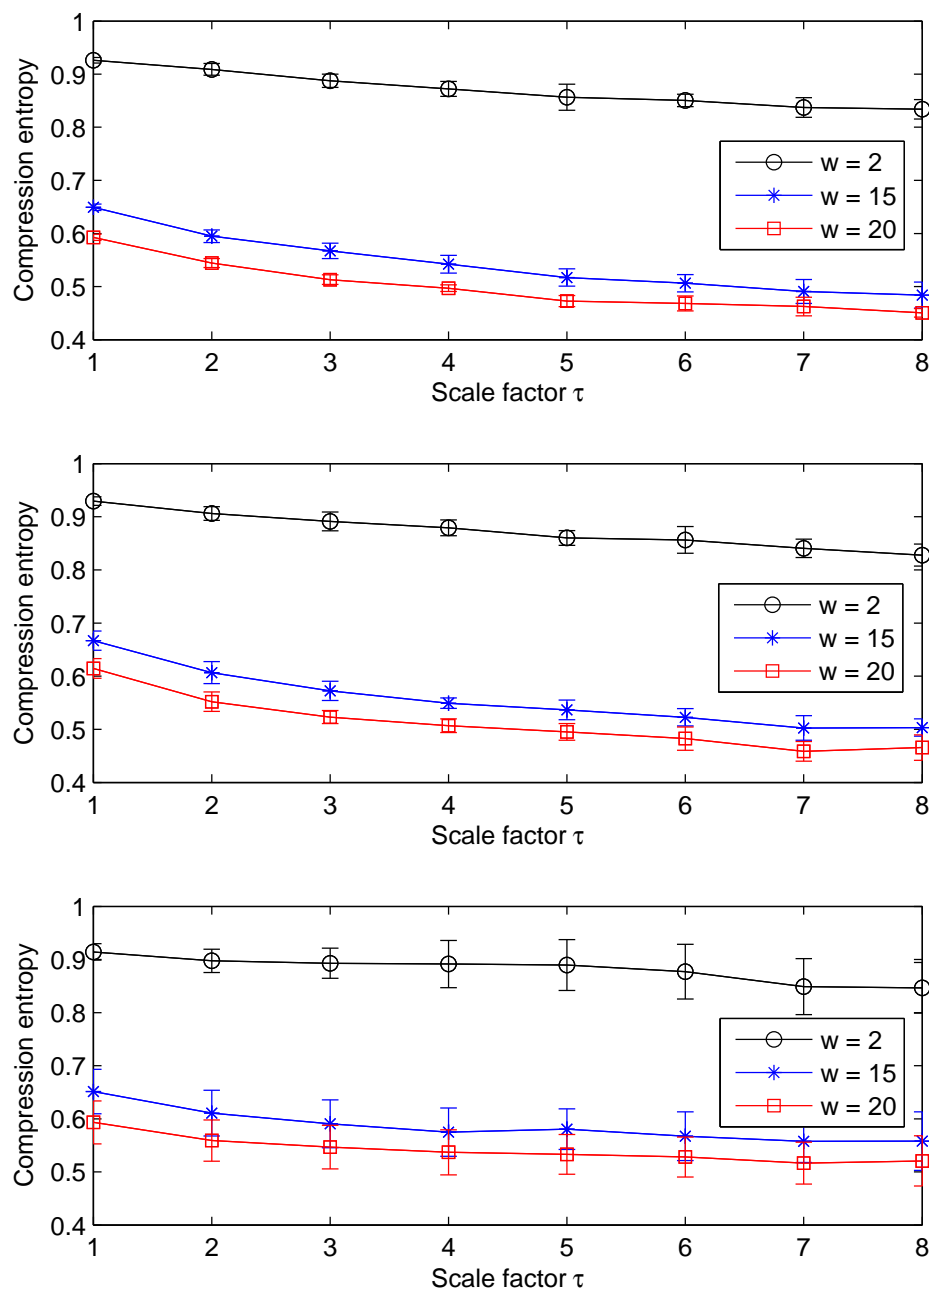 1
0.9
0.8
0.7
0.6
0.5
0.4
Compression entropy
w = 2
w = 15
w = 20
1 2 3 4 5 6 7 8
Scale factor τ
1
0.9
0.8
0.7
0.6
0.5
0.4
Compression entropy
w = 2
w = 15
w = 20
1 2 3 4 5 6 7 8
Scale factor τ
1
0.9
0.8
0.7
0.6
0.5
0.4
Compression entropy
w = 2
w = 15
w = 20
1 2 3 4 5 6 7 8
Scale factor τ